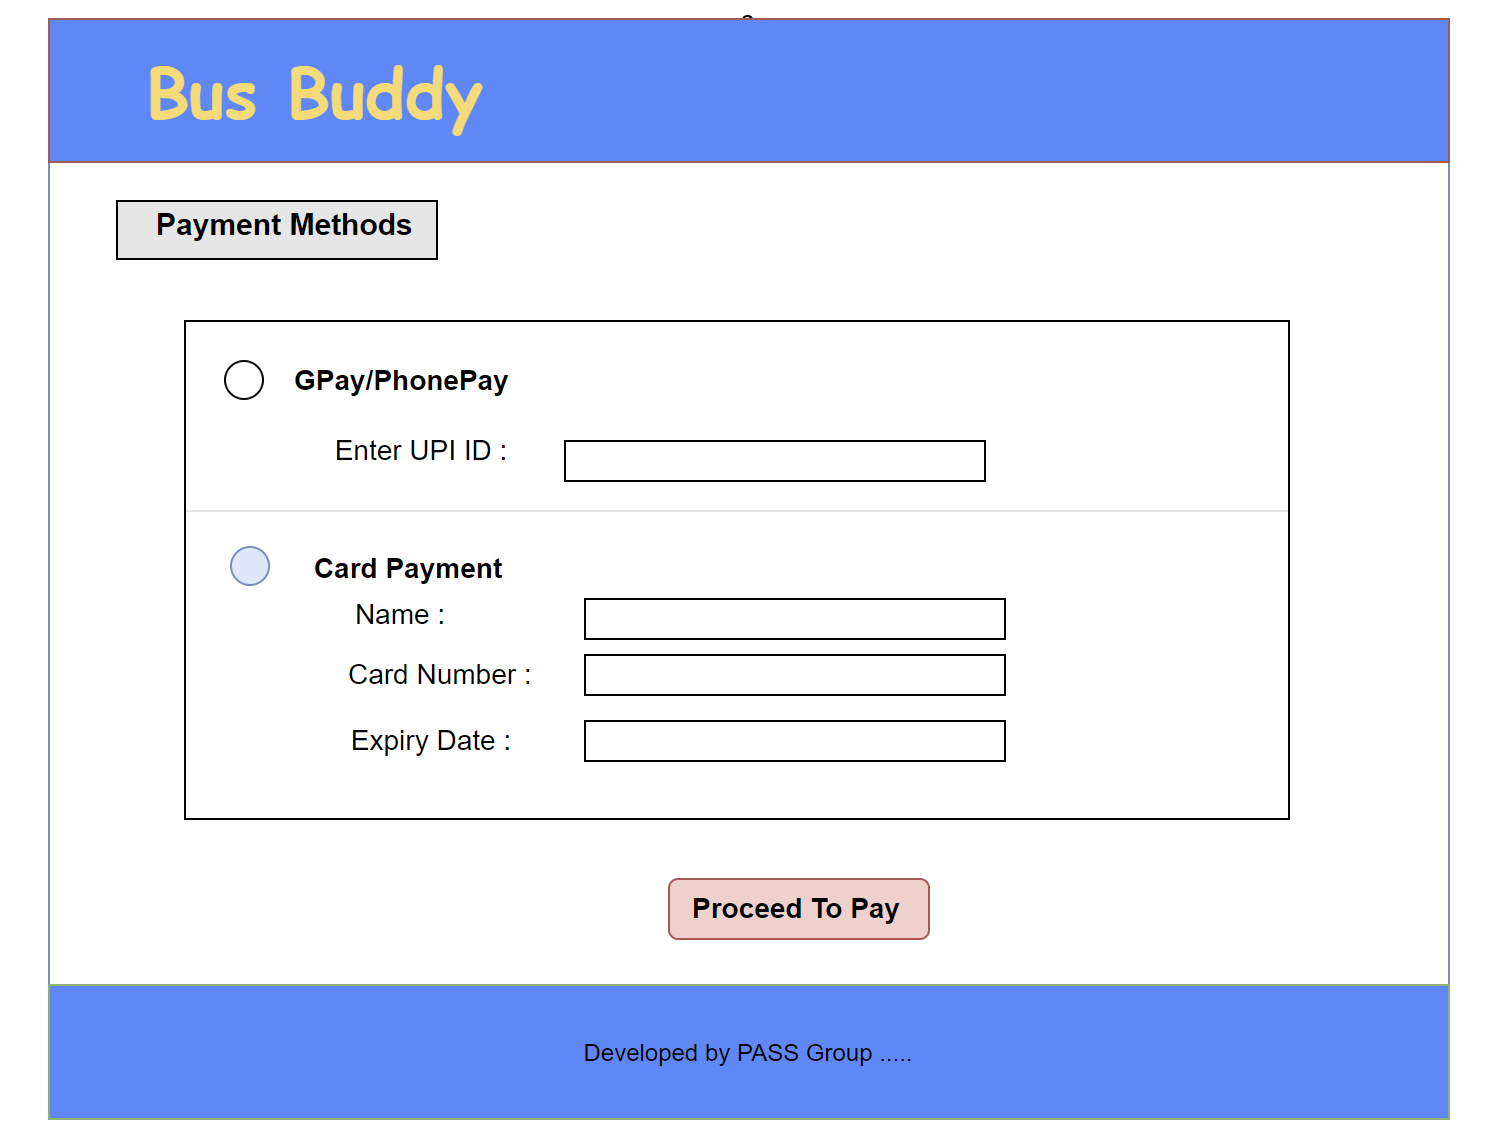 Bus Buddy
Payment Methods
GPay/PhonePay
Enter UPI ID :
Card Payment
Name :
Card Number :
Expiry Date :
Proceed To Pay
Developed by PASS Group .....